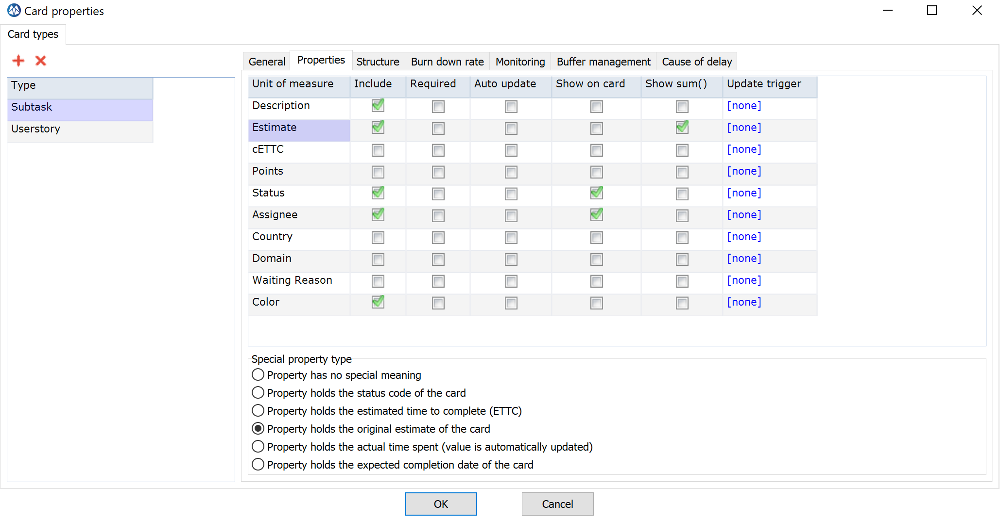 Card properties
Card types
Type
Subtask
Userstory
General Properties Structure Burn down rate Monitoring Buffer management Cause of delay
Unit of measure Include Required Auto update Show on card Show sum() Update trigger
Description [none]
Estimate [none]
cETTC [none]
Points [none]
Status [none]
Assignee [none]
Country [none]
Domain [none]
Waiting Reason [none]
Color [none]
Special property type
Property has no special meaning
Property holds the status code of the card
Property holds the estimated time to complete (ETTC)
Property holds the original estimate of the card
Property holds the actual time spent (value is automatically updated)
Property holds the expected completion date of the card
OK Cancel